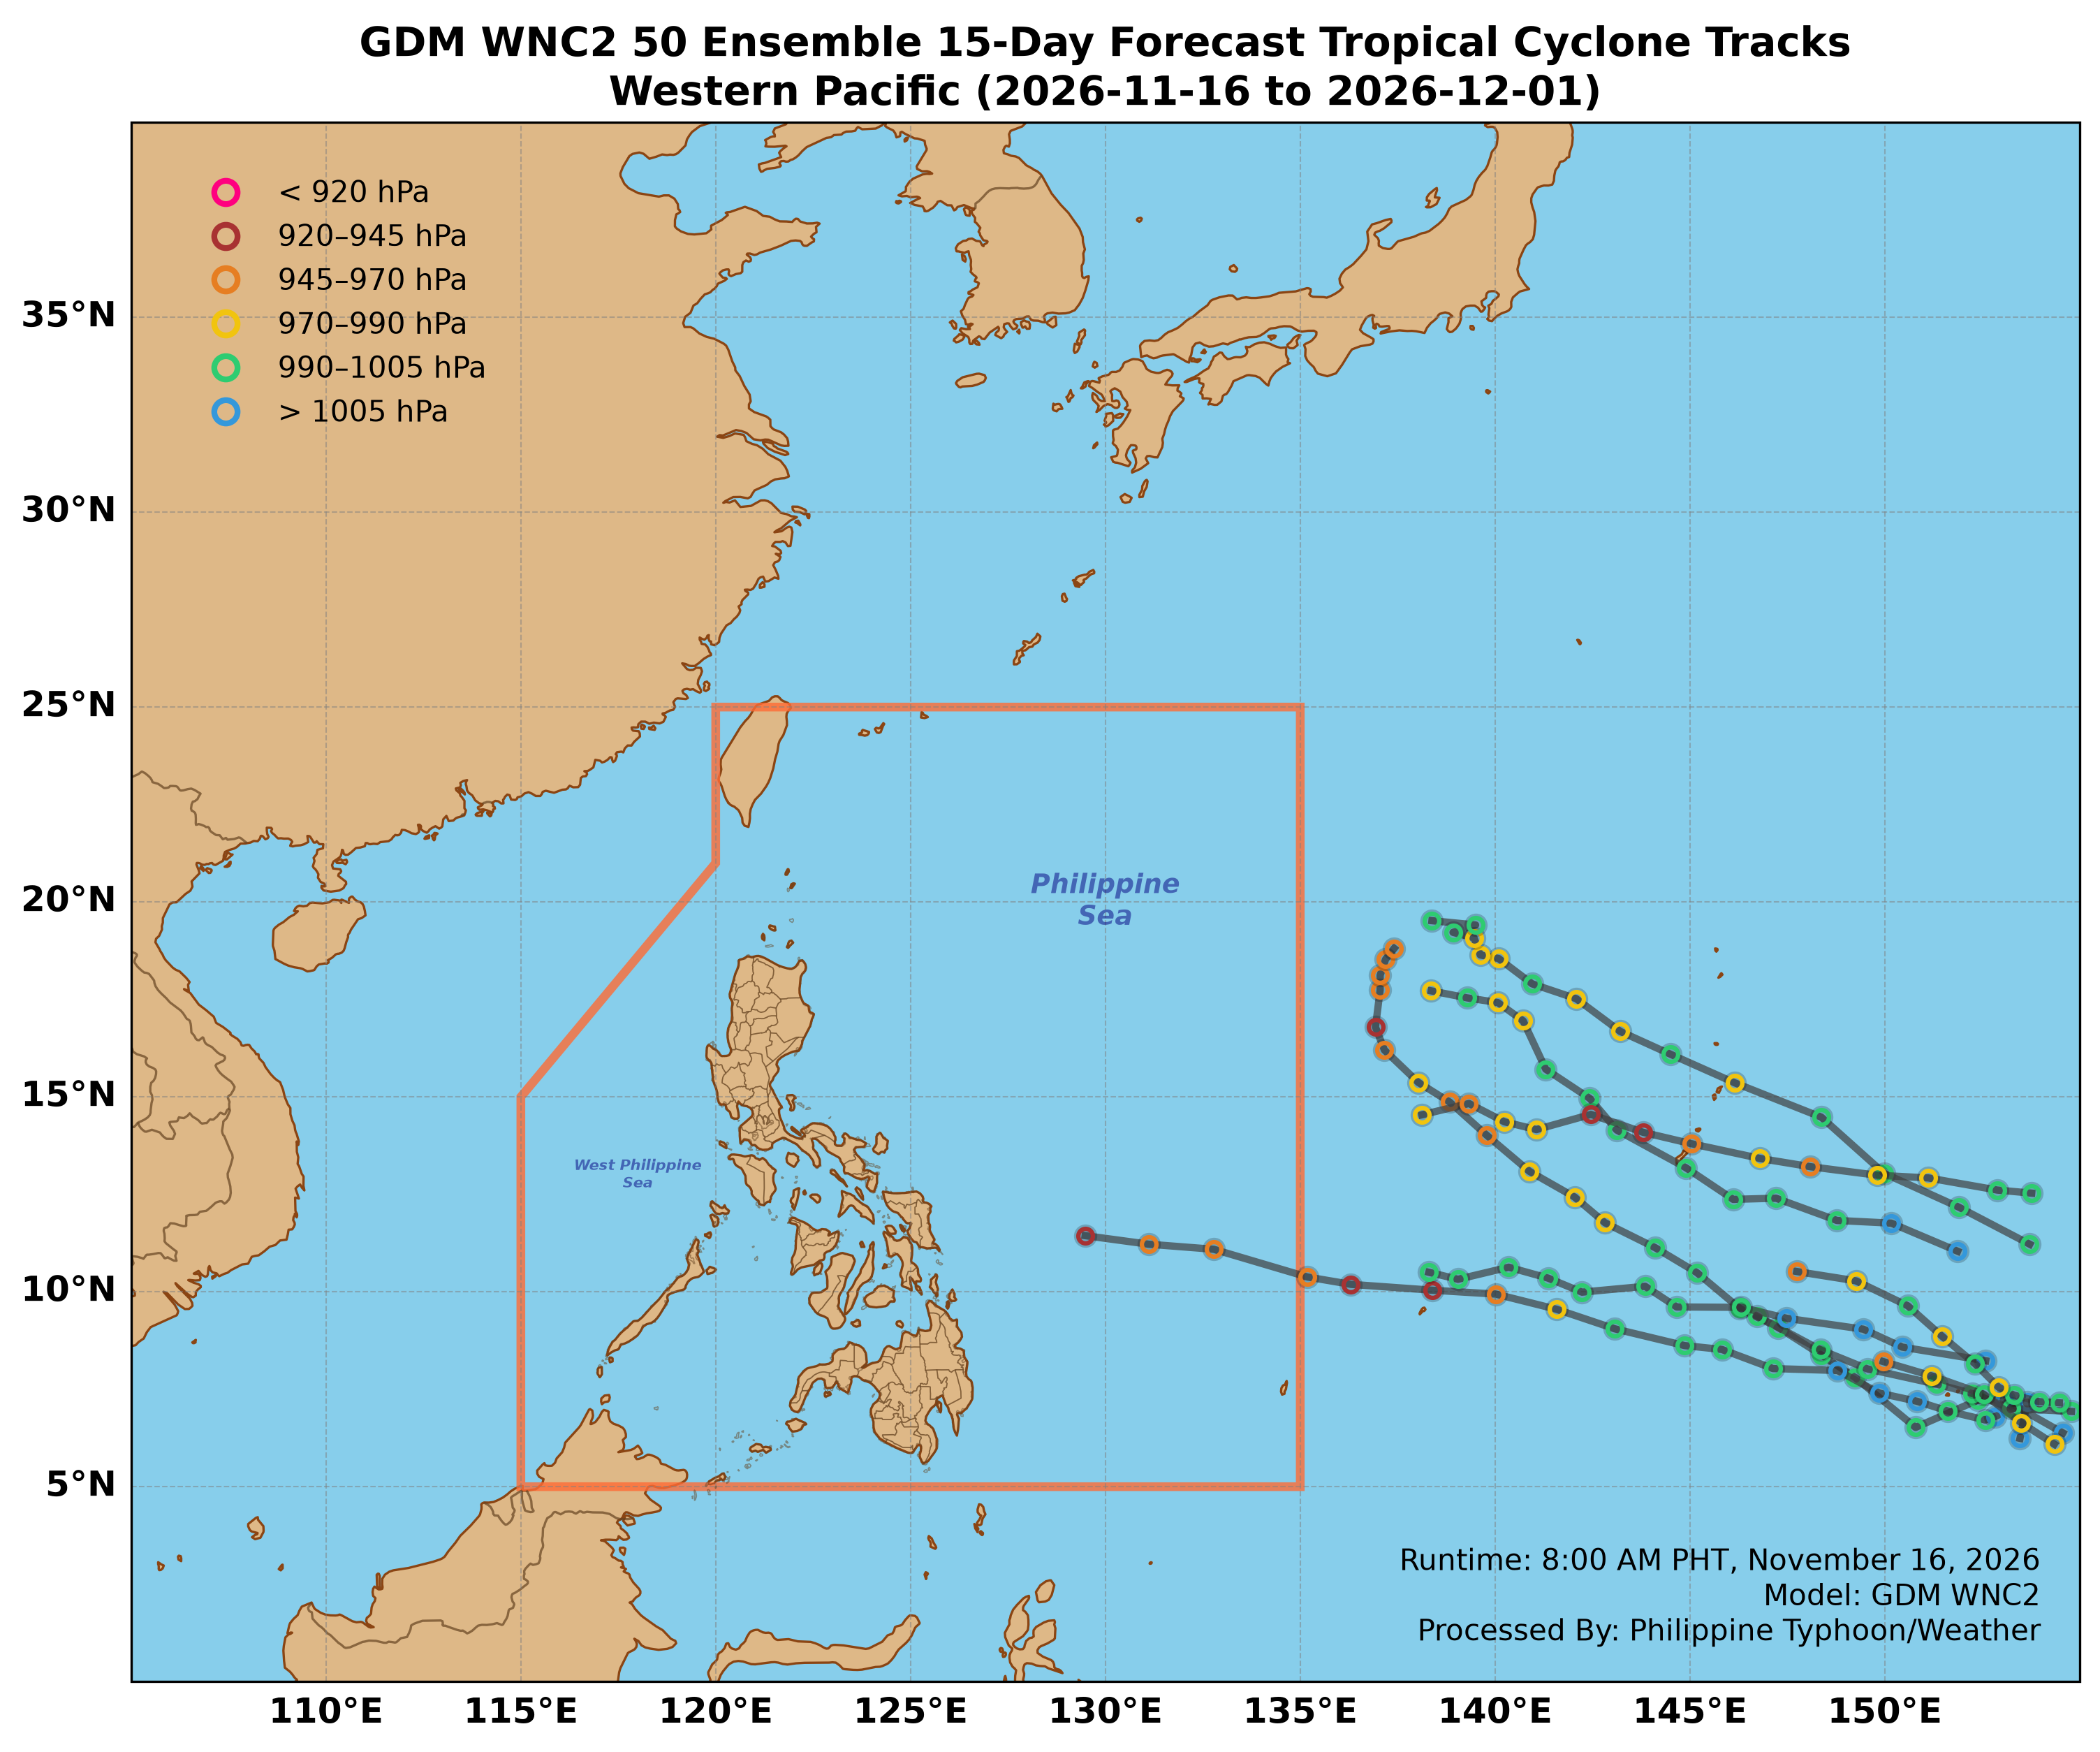 GDM WNC2 50 Ensemble 15-Day Forecast Tropical Cyclone Tracks
Western Pacific (2026-11-16 to 2026-12-01)
< 920 hPa
920–945 hPa
945–970 hPa
970–990 hPa
990–1005 hPa
> 1005 hPa
35°N
30°N
25°N
20°N
15°N
10°N
5°N
Philippine
Sea
West Philippine
Sea
Runtime: 8:00 AM PHT, November 16, 2026
Model: GDM WNC2
Processed By: Philippine Typhoon/Weather
110°E
115°E
120°E
125°E
130°E
135°E
140°E
145°E
150°E